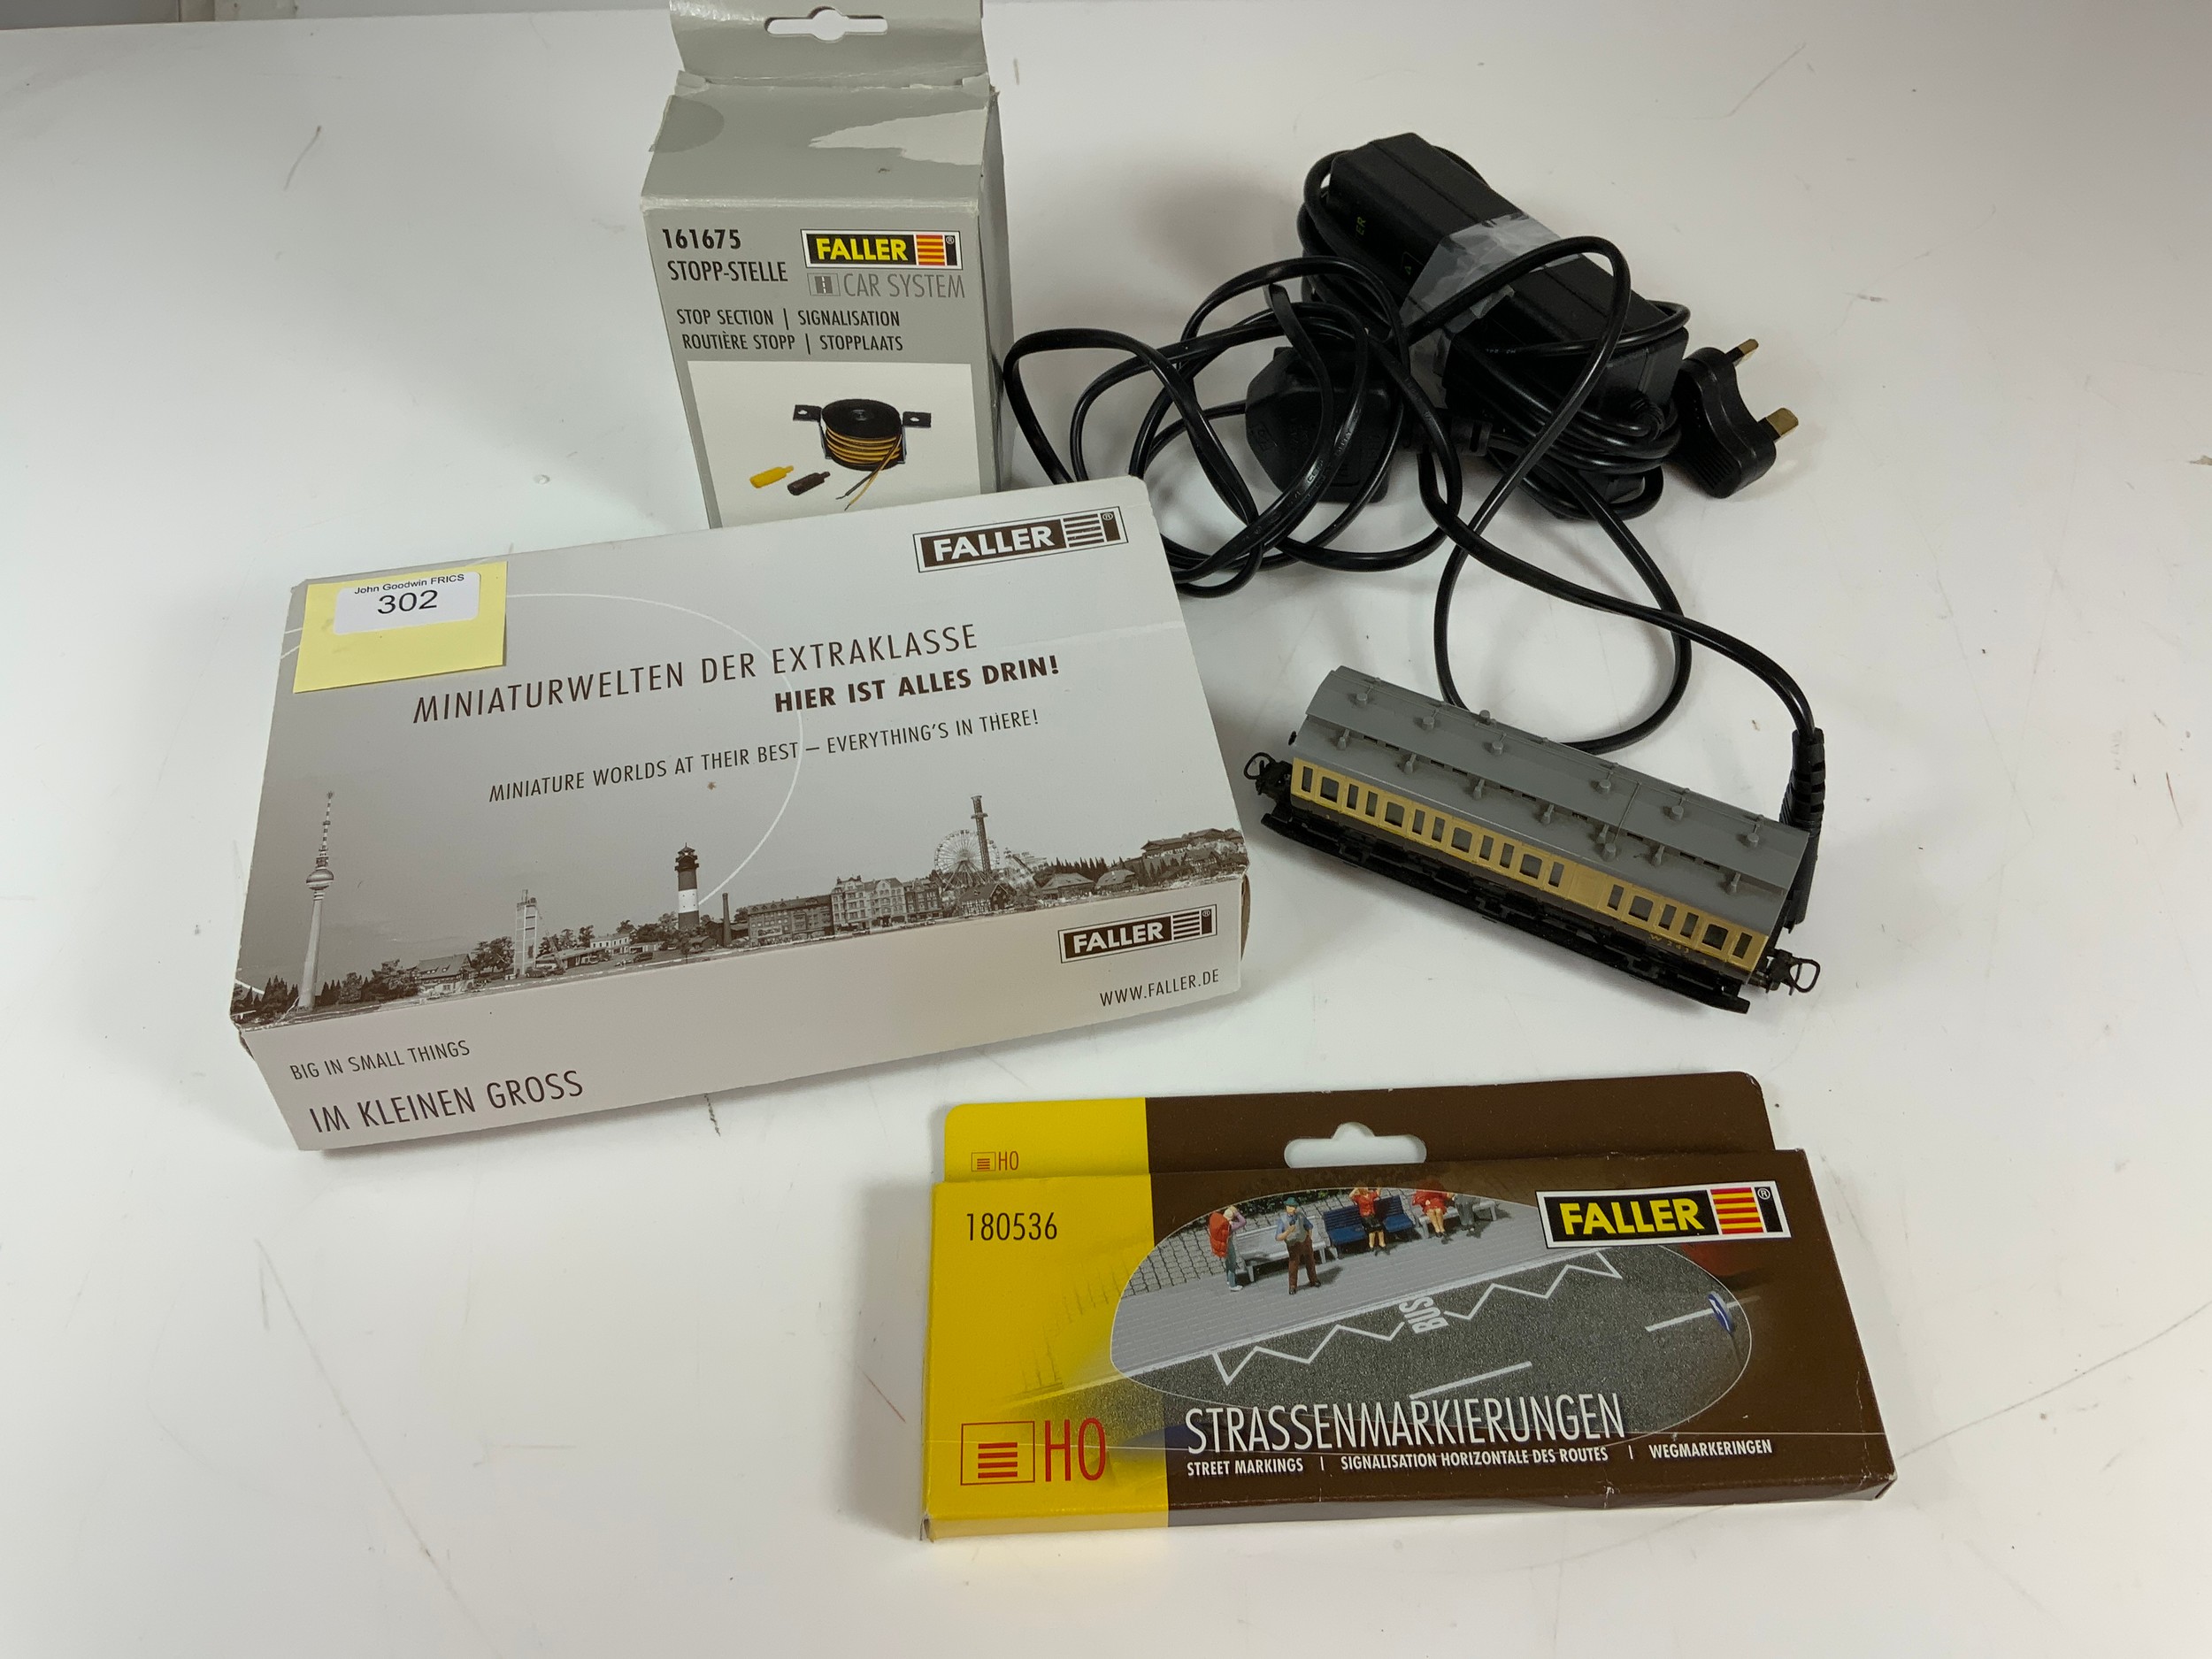 161675
STOPP-STELLE
FALLER
CAR SYSTEM
STOP SECTION | SIGNALISATION
ROUTIÈRE STOPP | STOPPLAATS
FALLER
John Goodwin FRICS
302
MINIATURWELTEN DER EXTRAKLASSE
HIER IST ALLES DRIN!
MINIATURE WORLDS AT THEIR BEST – EVERYTHING'S IN THERE!
FALLER
WWW.FALLER.DE
BIG IN SMALL THINGS
IM KLEINEN GROSS
H0
180536
FALLER
BUS
H0
STRASSENMARKIERUNGEN
STREET MARKINGS | SIGNALISATION HORIZONTALE DES ROUTES | WEGMARKERINGEN